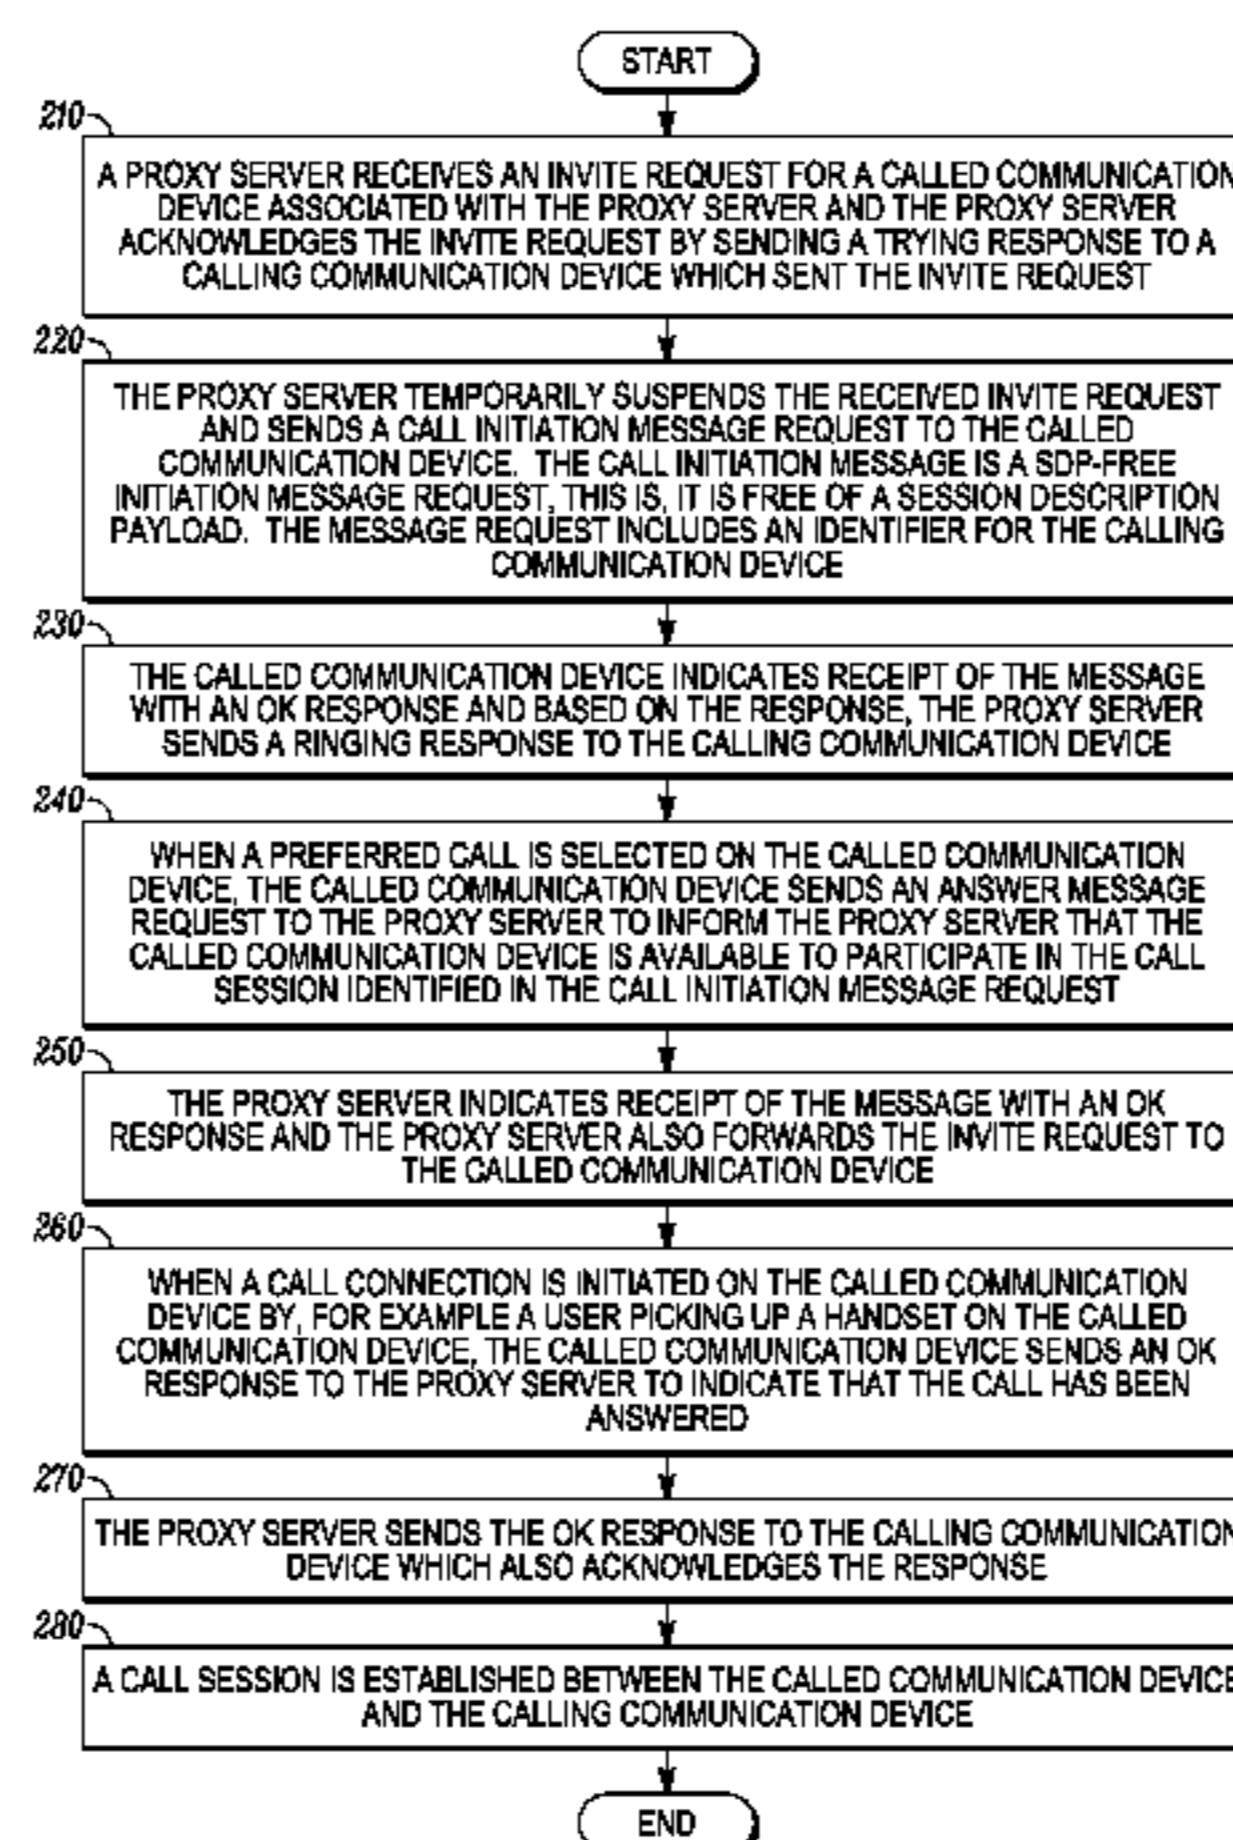 START
210
A PROXY SERVER RECEIVES AN INVITE REQUEST FOR A CALLED COMMUNICATION
DEVICE ASSOCIATED WITH THE PROXY SERVER AND THE PROXY SERVER
ACKNOWLEDGES THE INVITE REQUEST BY SENDING A TRYING RESPONSE TO A
CALLING COMMUNICATION DEVICE WHICH SENT THE INVITE REQUEST
220
THE PROXY SERVER TEMPORARILY SUSPENDS THE RECEIVED INVITE REQUEST
AND SENDS A CALL INITIATION MESSAGE REQUEST TO THE CALLED
COMMUNICATION DEVICE. THE CALL INITIATION MESSAGE IS A SDP-FREE
INITIATION MESSAGE REQUEST, THIS IS, IT IS FREE OF A SESSION DESCRIPTION
PAYLOAD. THE MESSAGE REQUEST INCLUDES AN IDENTIFIER FOR THE CALLING
COMMUNICATION DEVICE
230
THE CALLED COMMUNICATION DEVICE INDICATES RECEIPT OF THE MESSAGE
WITH AN OK RESPONSE AND BASED ON THE RESPONSE, THE PROXY SERVER
SENDS A RINGING RESPONSE TO THE CALLING COMMUNICATION DEVICE
240
WHEN A PREFERRED CALL IS SELECTED ON THE CALLED COMMUNICATION
DEVICE, THE CALLED COMMUNICATION DEVICE SENDS AN ANSWER MESSAGE
REQUEST TO THE PROXY SERVER TO INFORM THE PROXY SERVER THAT THE
CALLED COMMUNICATION DEVICE IS AVAILABLE TO PARTICIPATE IN THE CALL
SESSION IDENTIFIED IN THE CALL INITIATION MESSAGE REQUEST
250
THE PROXY SERVER INDICATES RECEIPT OF THE MESSAGE WITH AN OK
RESPONSE AND THE PROXY SERVER ALSO FORWARDS THE INVITE REQUEST TO
THE CALLED COMMUNICATION DEVICE
260
WHEN A CALL CONNECTION IS INITIATED ON THE CALLED COMMUNICATION
DEVICE BY, FOR EXAMPLE A USER PICKING UP A HANDSET ON THE CALLED
COMMUNICATION DEVICE, THE CALLED COMMUNICATION DEVICE SENDS AN OK
RESPONSE TO THE PROXY SERVER TO INDICATE THAT THE CALL HAS BEEN
ANSWERED
270
THE PROXY SERVER SENDS THE OK RESPONSE TO THE CALLING COMMUNICATION
DEVICE WHICH ALSO ACKNOWLEDGES THE RESPONSE
280
A CALL SESSION IS ESTABLISHED BETWEEN THE CALLED COMMUNICATION DEVICE
AND THE CALLING COMMUNICATION DEVICE
END